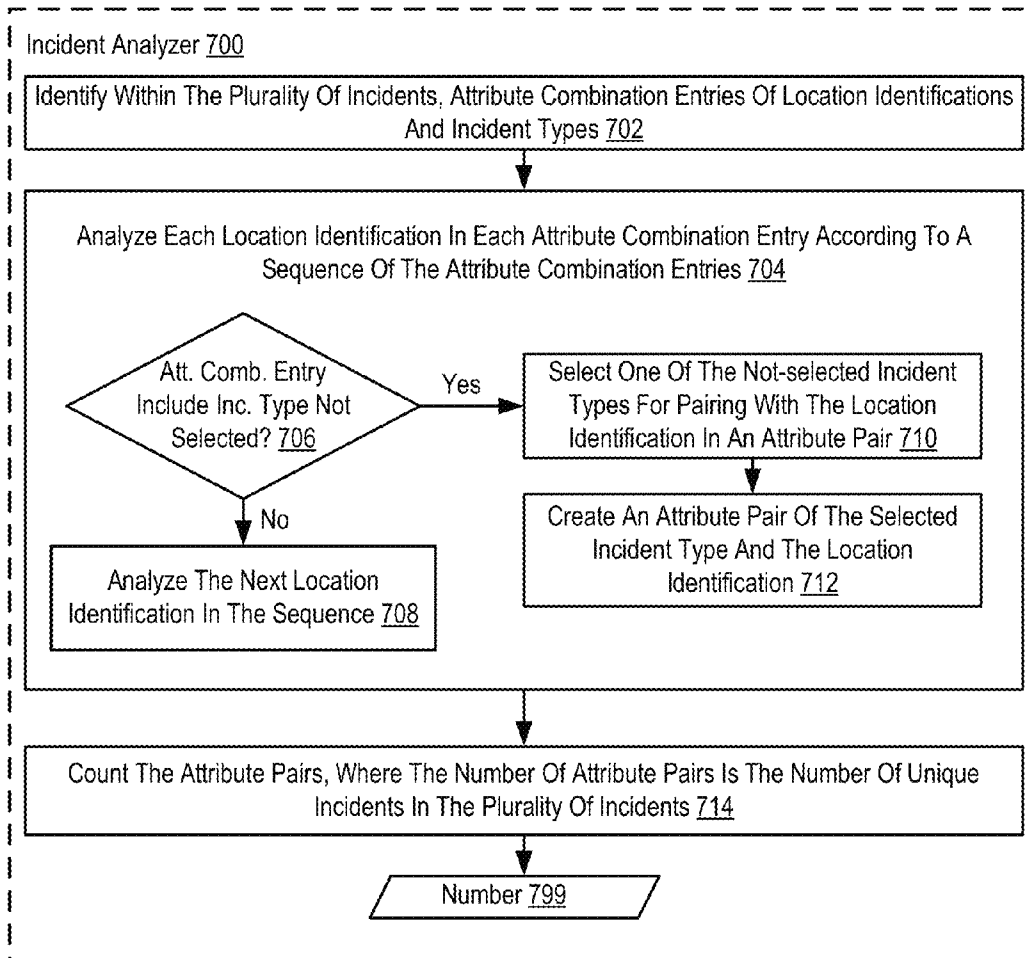 Incident Analyzer 700
Identify Within The Plurality Of Incidents, Attribute Combination Entries Of Location Identifications
And Incident Types 702
Analyze Each Location Identification In Each Attribute Combination Entry According To A
Sequence Of The Attribute Combination Entries 704
Att. Comb. Entry
Include Inc. Type Not
Selected? 706
Yes
No
Analyze The Next Location
Identification In The Sequence 708
Select One Of The Not-selected Incident
Types For Pairing With The Location
Identification In An Attribute Pair 710
Create An Attribute Pair Of The Selected
Incident Type And The Location
Identification 712
Count The Attribute Pairs, Where The Number Of Attribute Pairs Is The Number Of Unique
Incidents In The Plurality Of Incidents 714
Number 799